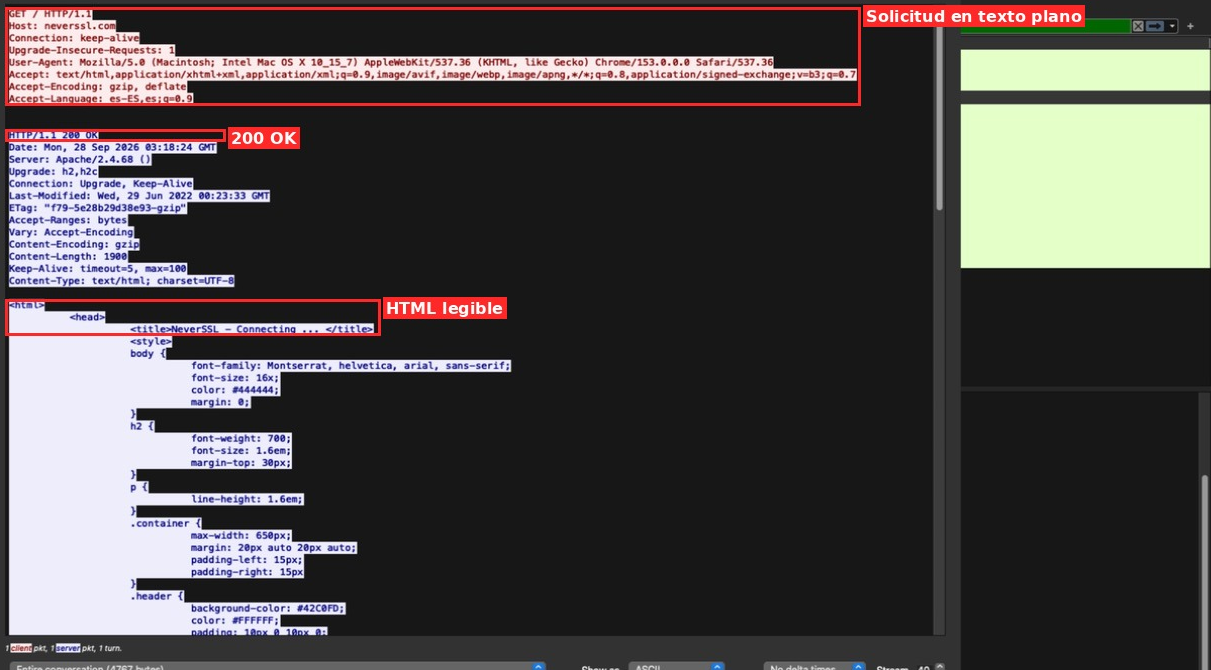 GET / HTTP/1.1
Solicitud en texto plano
Host: neverssl.com
Connection: keep-alive
Upgrade-Insecure-Requests: 1
User-Agent: Mozilla/5.0 (Macintosh; Intel Mac OS X 10_15_7) AppleWebKit/537.36 (KHTML, like Gecko) Chrome/153.0.0.0 Safari/537.36
Accept: text/html,application/xhtml+xml,application/xml;q=0.9,image/avif,image/webp,image/apng,*/*;q=0.8,application/signed-exchange;v=b3;q=0.7
Accept-Encoding: gzip, deflate
Accept-Language: es-ES,es;q=0.9
HTTP/1.1 200 OK
200 OK
Date: Mon, 28 Sep 2026 03:18:24 GMT
Server: Apache/2.4.68 ()
Upgrade: h2,h2c
Connection: Upgrade, Keep-Alive
Last-Modified: Wed, 29 Jun 2022 00:23:33 GMT
ETag: "f79-5e28b29d38e93-gzip"
Accept-Ranges: bytes
Vary: Accept-Encoding
Content-Encoding: gzip
Content-Length: 1900
Keep-Alive: timeout=5, max=100
Content-Type: text/html; charset=UTF-8
<html>
HTML legible
<head>
<title>NeverSSL - Connecting ... </title>
<style>
body {
font-family: Montserrat, helvetica, arial, sans-serif;
font-size: 16x;
color: #444444;
margin: 0;
}
h2 {
font-weight: 700;
font-size: 1.6em;
margin-top: 30px;
}
p {
line-height: 1.6em;
}
.container {
max-width: 650px;
margin: 20px auto 20px auto;
padding-left: 15px;
padding-right: 15px
}
.header {
background-color: #42C0FD;
color: #FFFFFF;
padding: 10px 0 10px 0;
1 client pkt, 1 server pkt, 1 turn.
Entire conversation (4767 bytes)
Show as
ASCII
No delta times
Stream
40